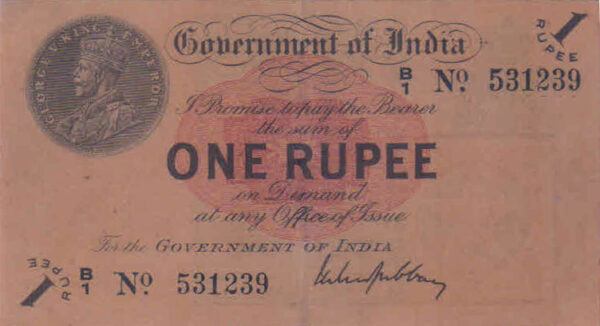 GEORGE V KING EMPEROR
Government of India
1 RUPEE
B/1 No. 531239
I Promise to pay the Bearer
the sum of
ONE RUPEE
on Demand
at any Office of Issue
For the GOVERNMENT OF INDIA
1 RUPEE
B/1 No. 531239